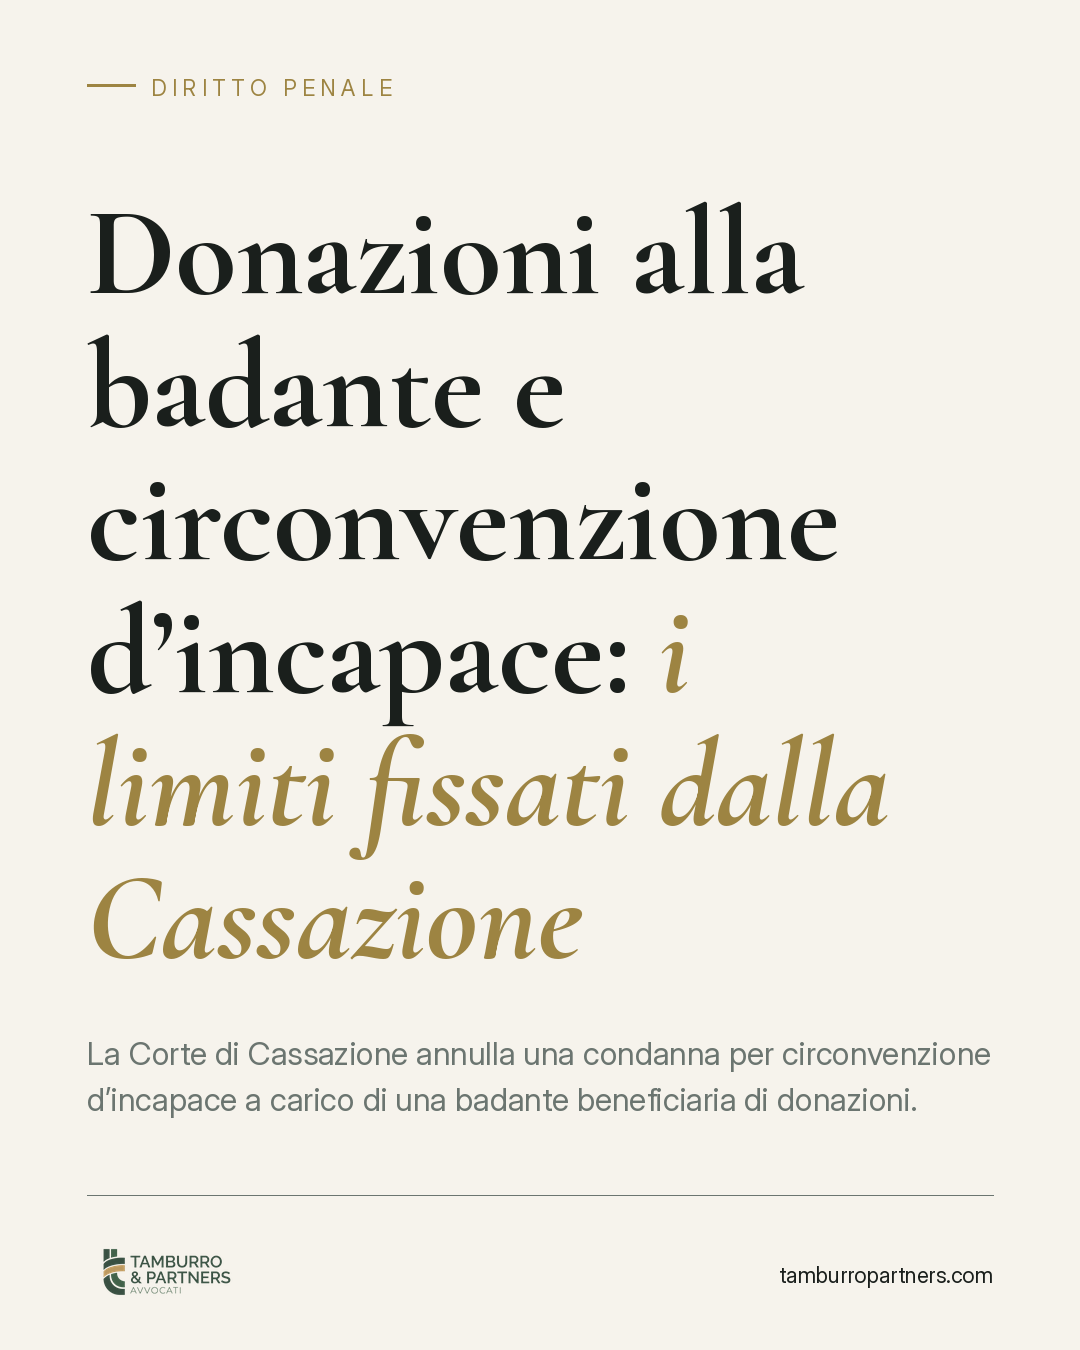 DIRITTO PENALE
Donazioni alla
badante e
circonvenzione
d’incapace: i
limiti fissati dalla
Cassazione
La Corte di Cassazione annulla una condanna per circonvenzione
d’incapace a carico di una badante beneficiaria di donazioni.
TAMBURRO
& PARTNERS
AVVOCATI
tamburropartners.com